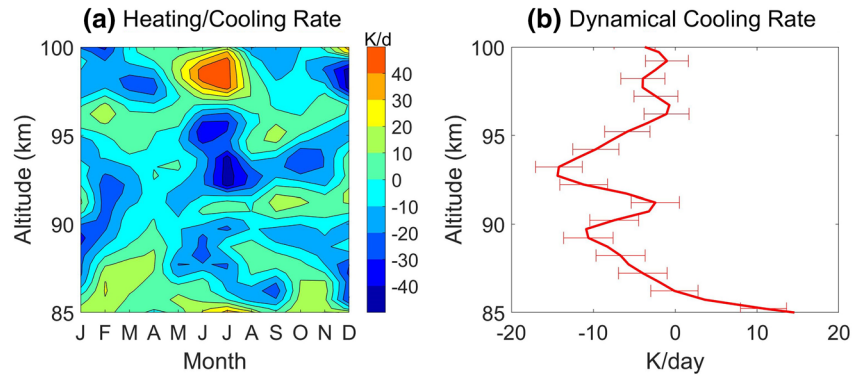 (a) Heating/Cooling Rate
K/d
100
95
90
85
Altitude (km)
J F M A M J J A S O N D
Month
40
30
20
10
0
-10
-20
-30
-40
(b) Dynamical Cooling Rate
100
95
90
85
Altitude (km)
-20 -10 0 10 20
K/day